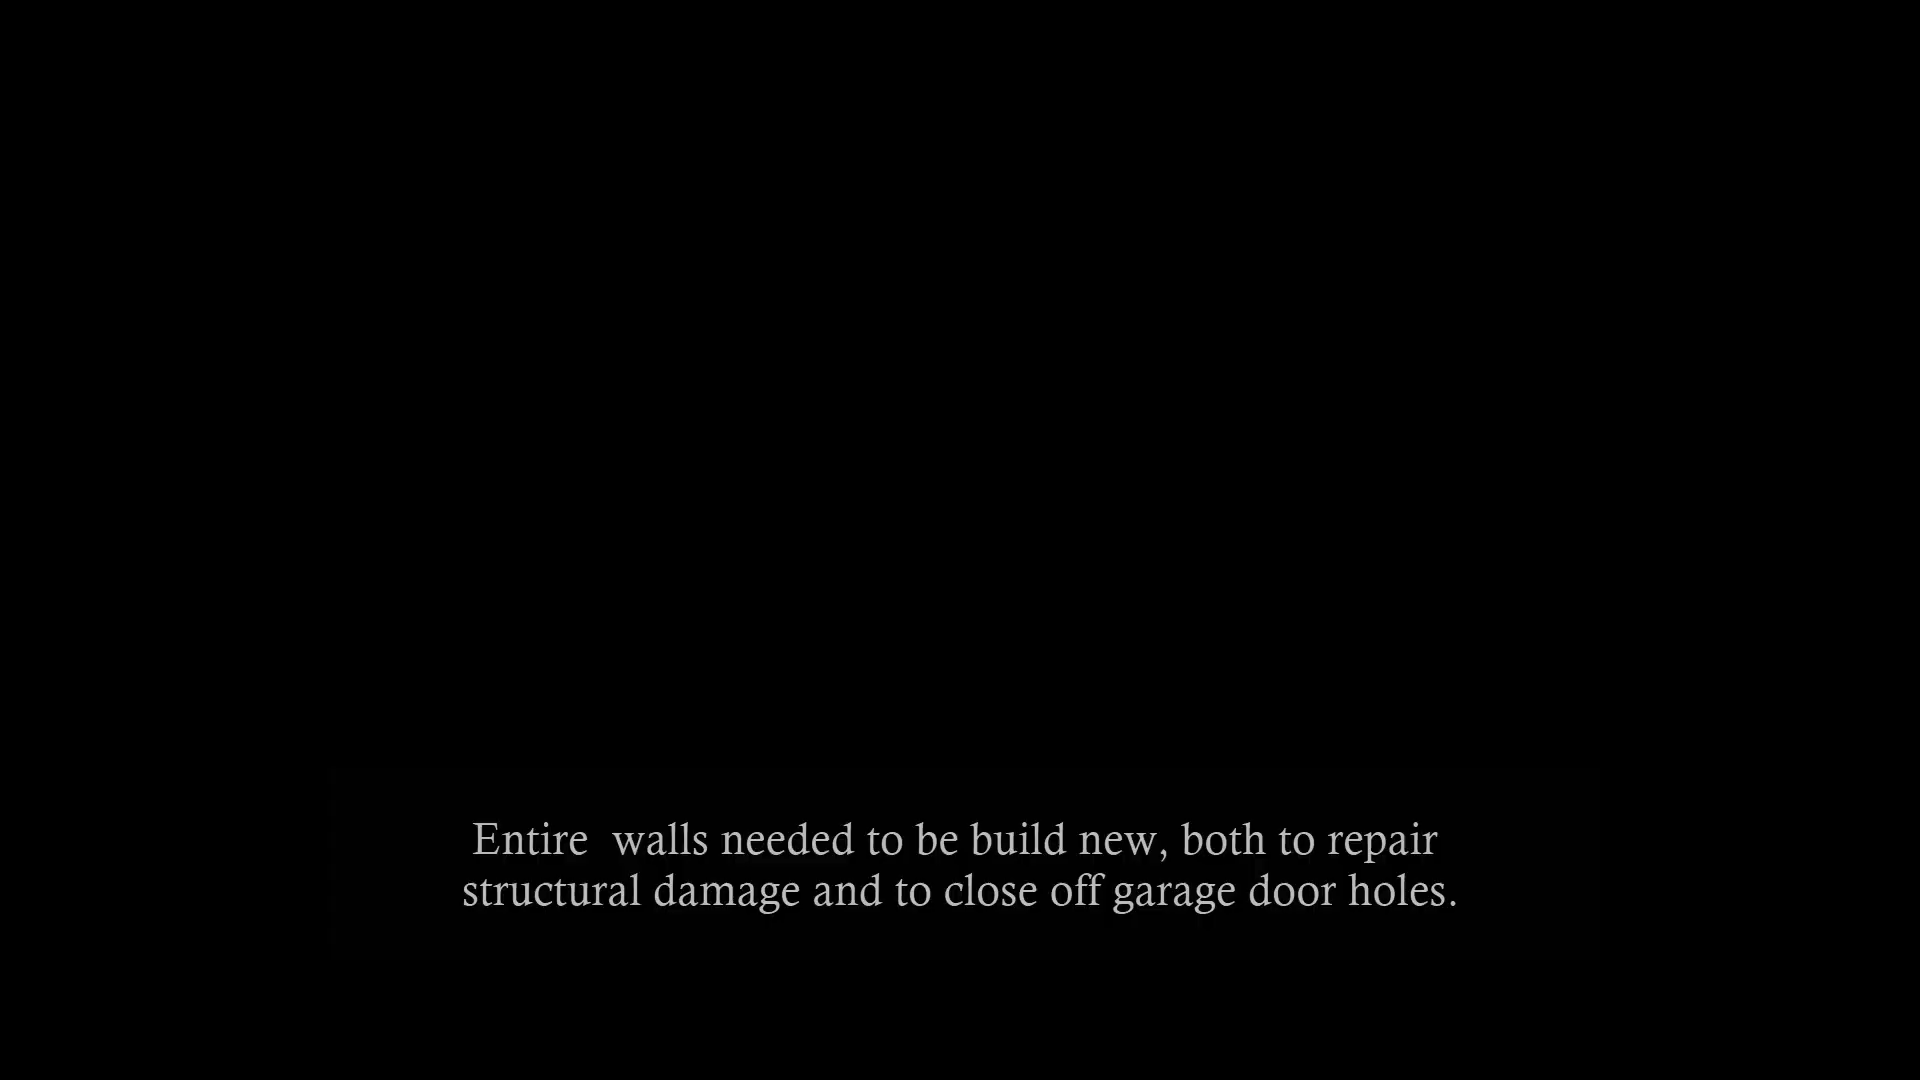 Entire  walls needed to be build new, both to repair
structural damage and to close off garage door holes.